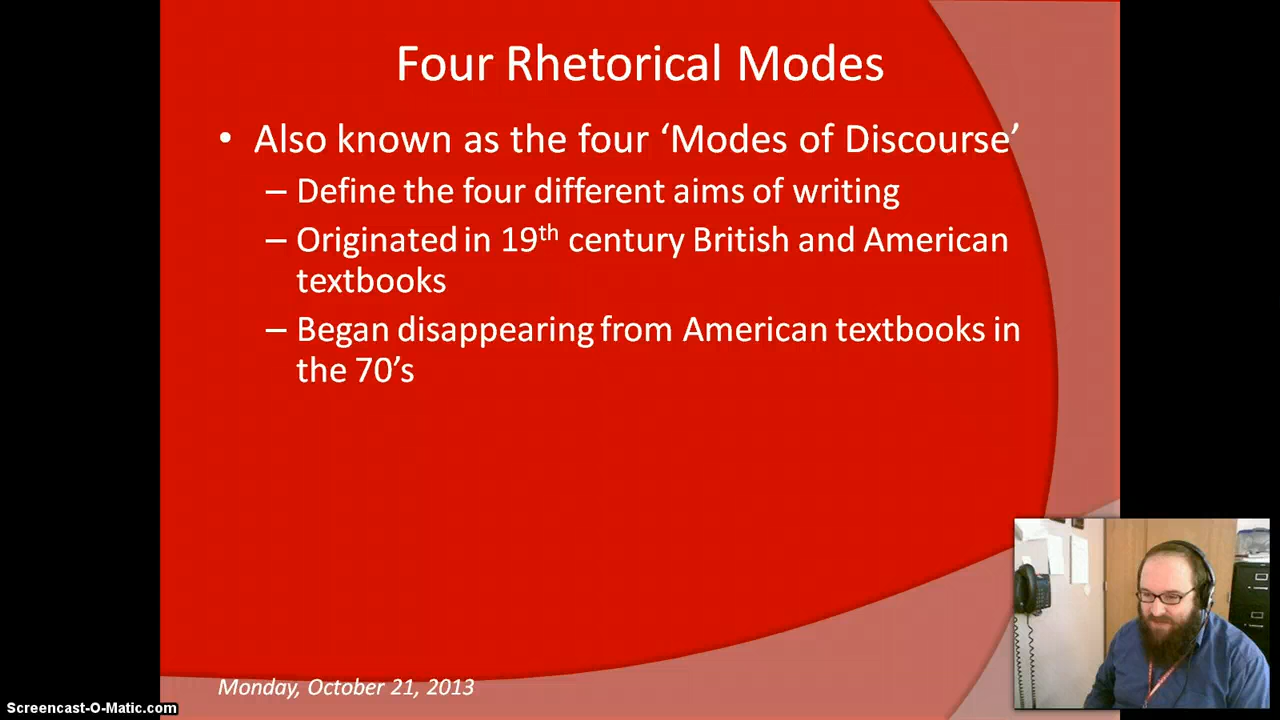 Four Rhetorical Modes
• Also known as the four ‘Modes of Discourse’
– Define the four different aims of writing
– Originated in 19th century British and American
textbooks
– Began disappearing from American textbooks in
the 70’s
Monday, October 21, 2013
Screencast-O-Matic.com